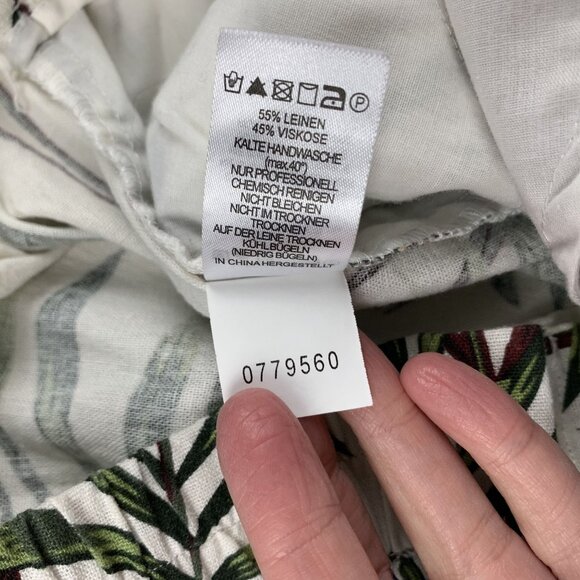 P
55% LEINEN
45% VISKOSE
KALTE HANDWASCHE
(max.40°)
NUR PROFESSIONELL
CHEMISCH REINIGEN
NICHT BLEICHEN
NICHT IM TROCKNER
TROCKNEN
AUF DER LEINE TROCKNEN
KÜHL BÜGELN
(NIEDRIG BÜGELN)
IN CHINA HERGESTELLT
0779560